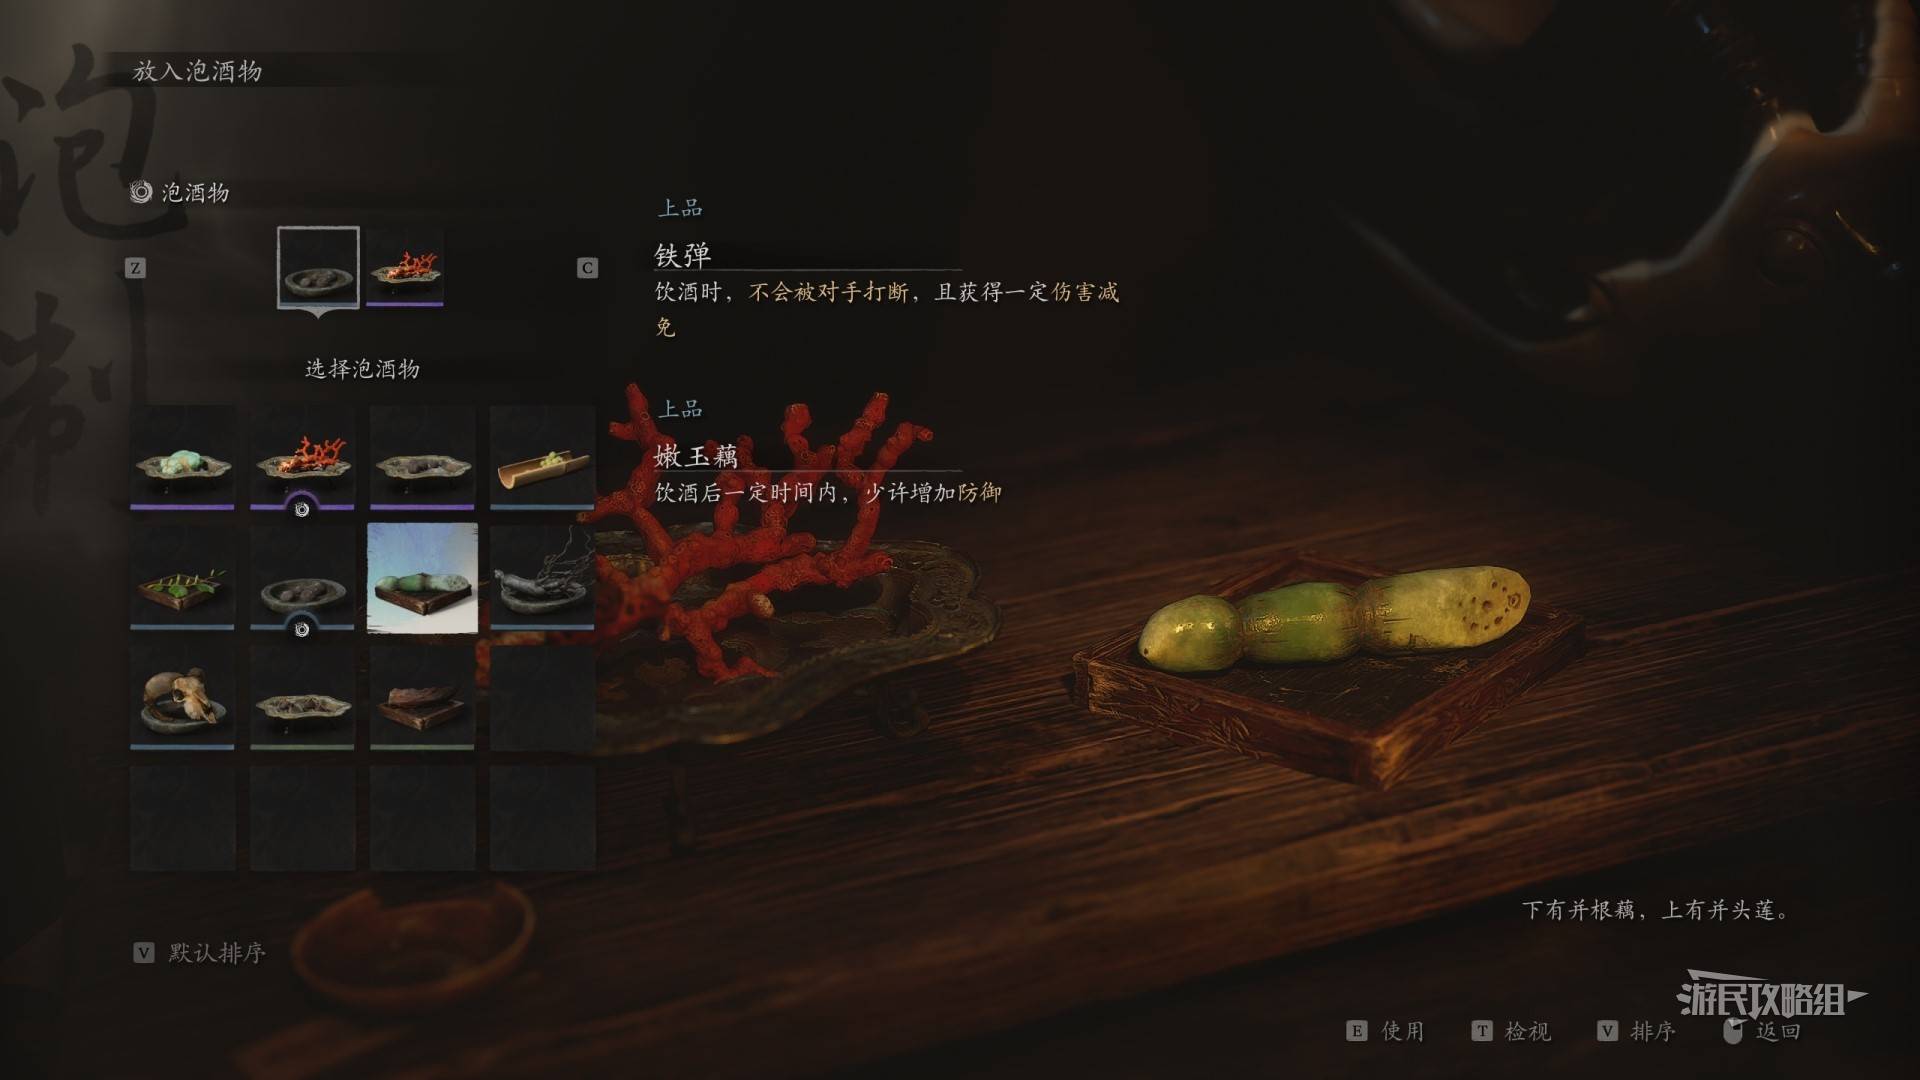 泡制
放入泡酒物
泡酒物
Z
C
选择泡酒物
上品
铁弹
饮酒时，不会被对手打断，且获得一定伤害减
免
上品
嫩玉藕
饮酒后一定时间内，少许增加防御
下有并根藕，上有并头莲。
V 默认排序
游民攻略组
E 使用 T 检视 V 排序 返回